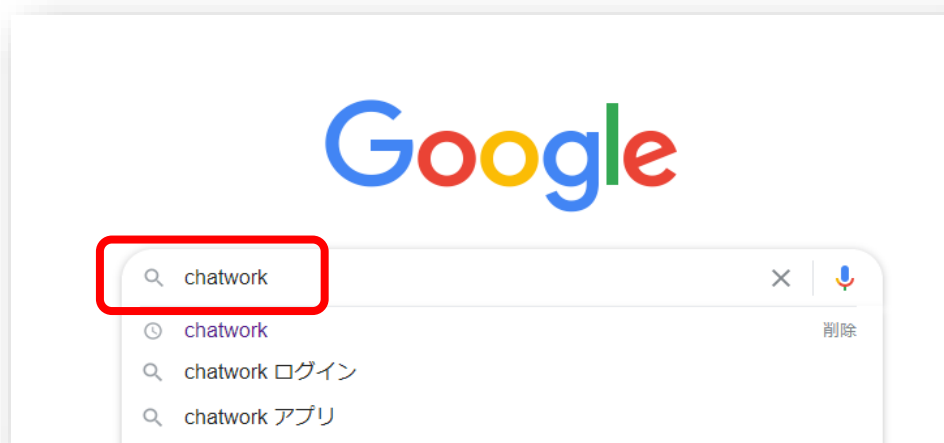 Google
chatwork
chatwork 削除
chatwork ログイン
chatwork アプリ